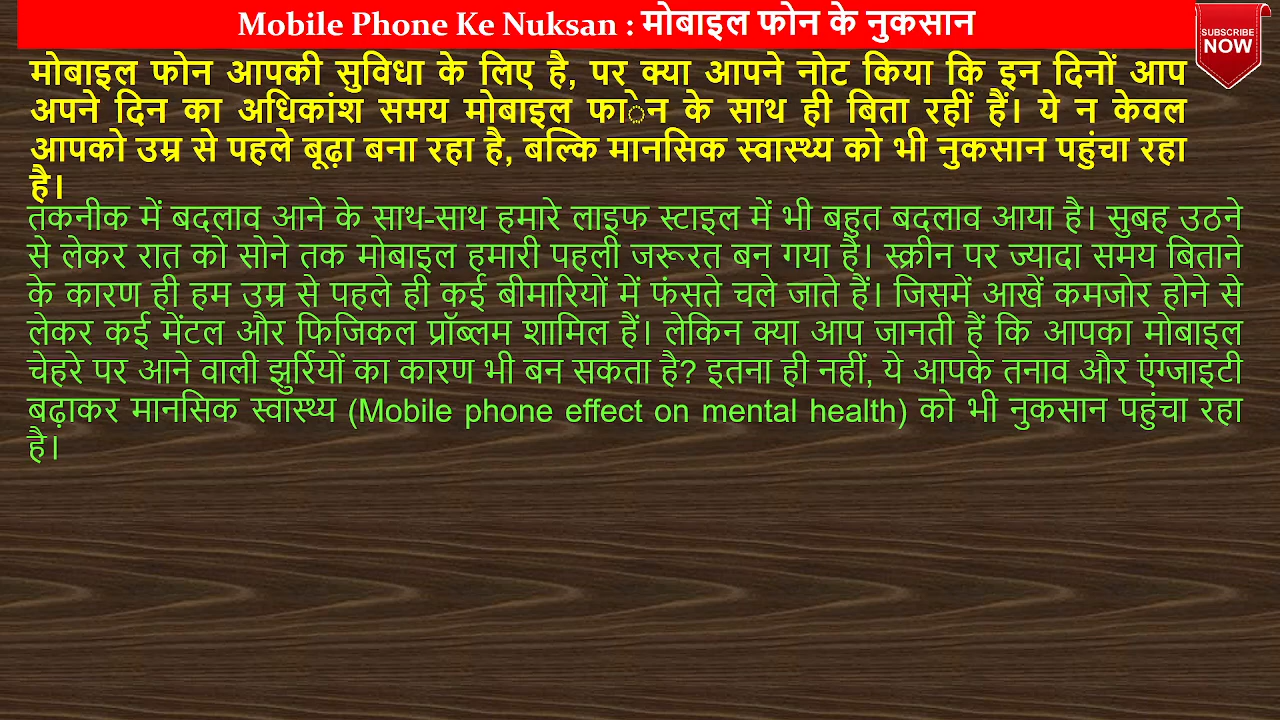 Mobile Phone Ke Nuksan : मोबाइल फोन के नुकसान
SUBSCRIBE
NOW
मोबाइल फोन आपकी सुविधा के लिए है, पर क्या आपने नोट किया कि इन दिनों आप
अपने दिन का अधिकांश समय मोबाइल फाेन के साथ ही बिता रहीं हैं। ये न केवल
आपको उम्र से पहले बूढ़ा बना रहा है, बल्कि मानसिक स्वास्थ्य को भी नुकसान पहुंचा रहा
है।
तकनीक में बदलाव आने के साथ-साथ हमारे लाइफ स्टाइल में भी बहुत बदलाव आया है। सुबह उठने
से लेकर रात को सोने तक मोबाइल हमारी पहली जरूरत बन गया है। स्क्रीन पर ज्यादा समय बिताने
के कारण ही हम उम्र से पहले ही कई बीमारियों में फंसते चले जाते हैं। जिसमें आखें कमजोर होने से
लेकर कई मेंटल और फिजिकल प्रॉब्लम शामिल हैं। लेकिन क्या आप जानती हैं कि आपका मोबाइल
चेहरे पर आने वाली झुर्रियों का कारण भी बन सकता है? इतना ही नहीं, ये आपके तनाव और एंग्जाइटी
बढ़ाकर मानसिक स्वास्थ्य (Mobile phone effect on mental health) को भी नुकसान पहुंचा रहा
है।